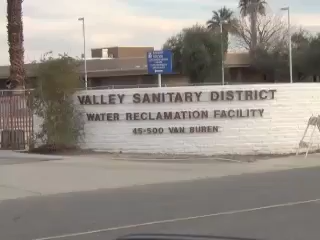 VALLEY SANITARY DISTRICT
WATER RECLAMATION FACILITY
45-500 VAN BUREN